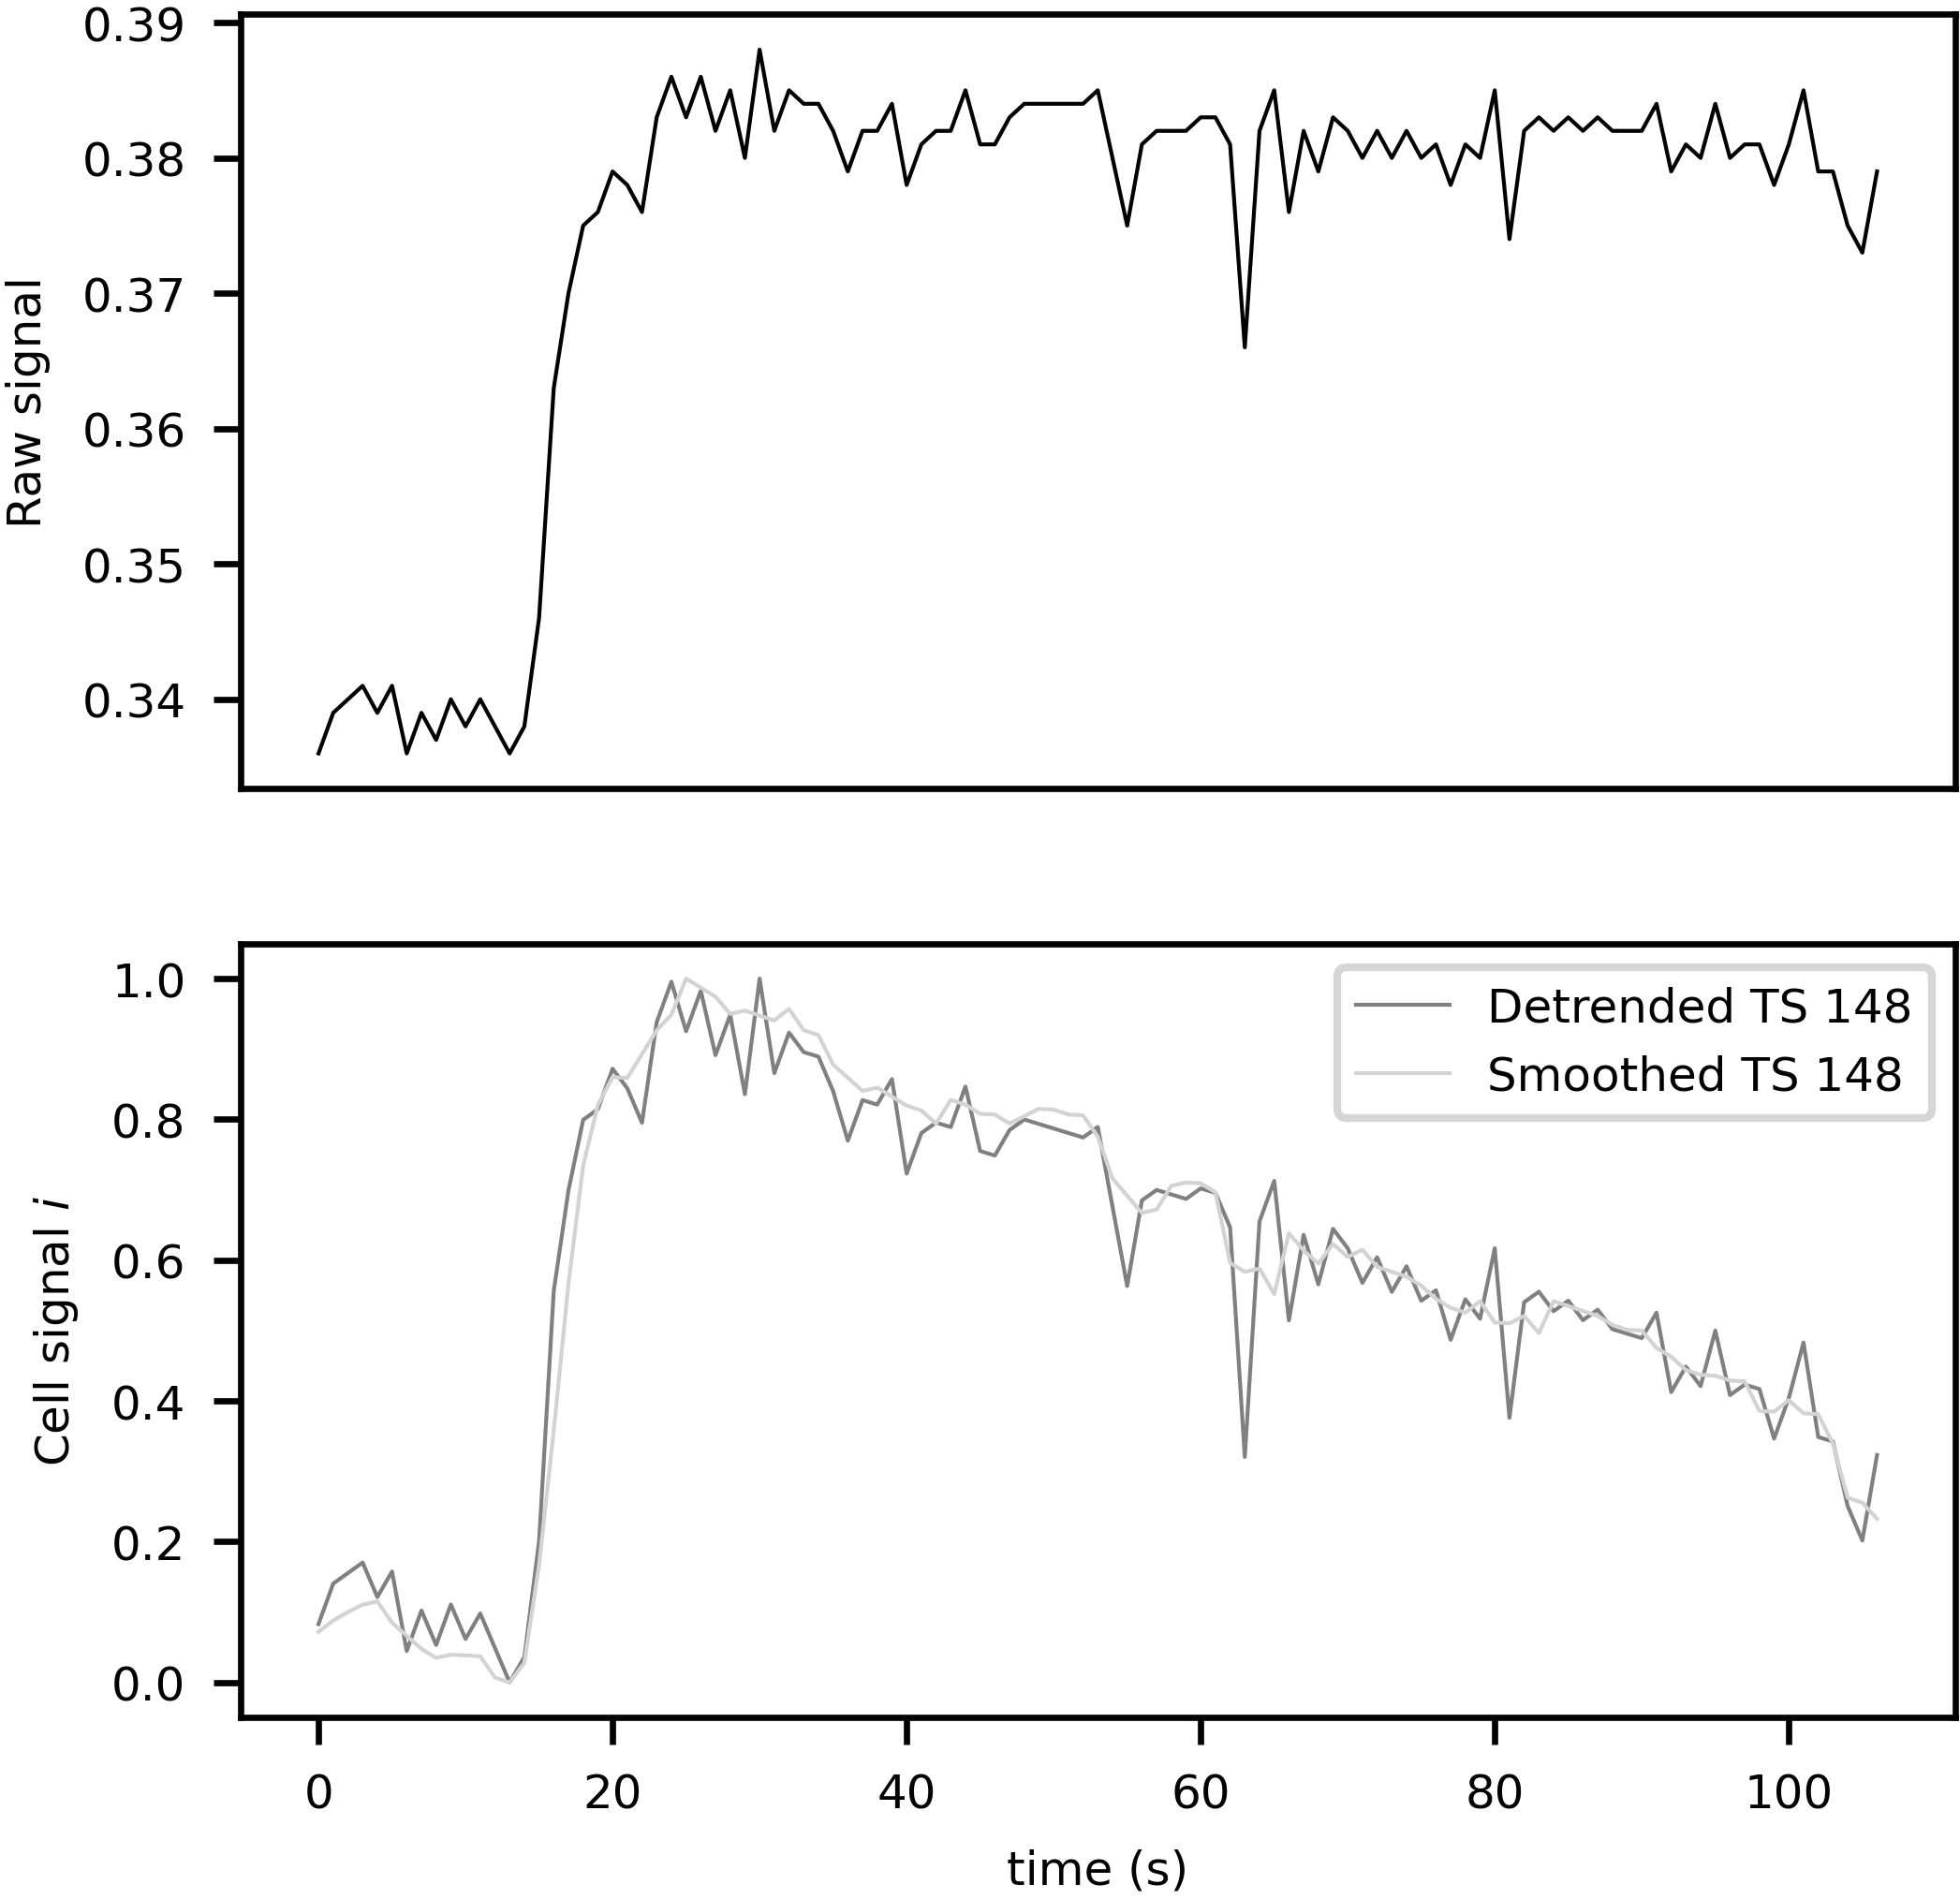 Raw signal
0.39
0.38
0.37
0.36
0.35
0.34
Cell signal i
1.0
0.8
0.6
0.4
0.2
0.0
Detrended TS 148
Smoothed TS 148
0 20 40 60 80 100
time (s)